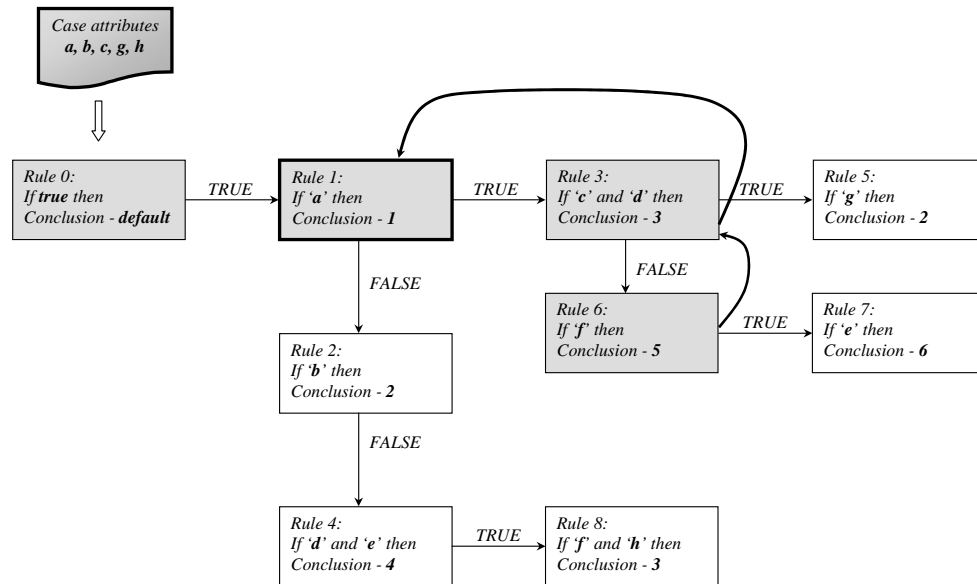 Case attributes
a, b, c, g, h
Rule 0:
If true then
Conclusion - default
TRUE
Rule 1:
If ‘a’ then
Conclusion - 1
TRUE
Rule 3:
If ‘c’ and ‘d’ then
Conclusion - 3
TRUE
Rule 5:
If ‘g’ then
Conclusion - 2
FALSE
FALSE
Rule 6:
If ‘f’ then
Conclusion - 5
TRUE
Rule 7:
If ‘e’ then
Conclusion - 6
Rule 2:
If ‘b’ then
Conclusion - 2
FALSE
Rule 4:
If ‘d’ and ‘e’ then
Conclusion - 4
TRUE
Rule 8:
If ‘f’ and ‘h’ then
Conclusion - 3